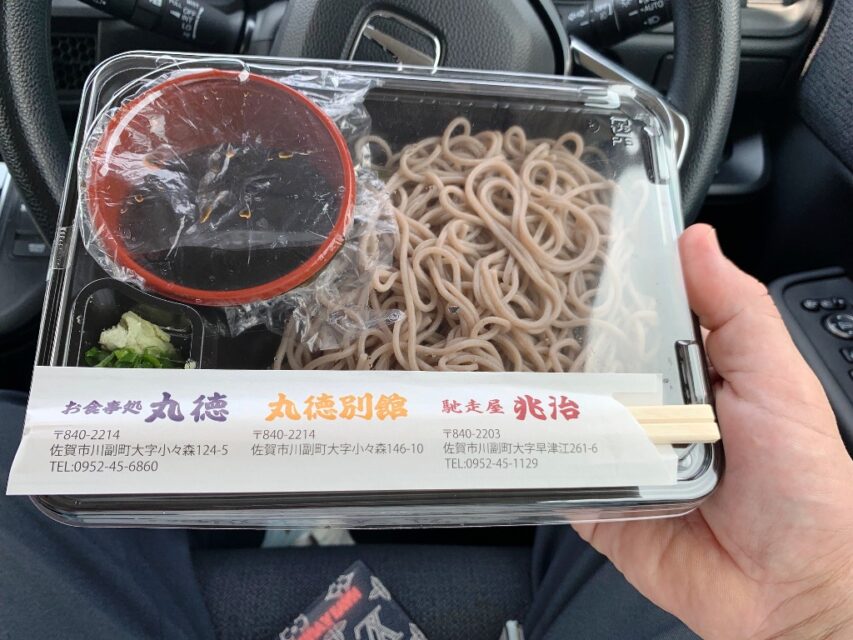 お食事処 丸徳
〒840-2214
佐賀市川副町大字小々森124-5
TEL:0952-45-6860
丸徳別館
〒840-2214
佐賀市川副町大字小々森146-10
馳走屋 兆治
〒840-2203
佐賀市川副町大字早津江261-6
TEL:0952-45-1129
AUTO